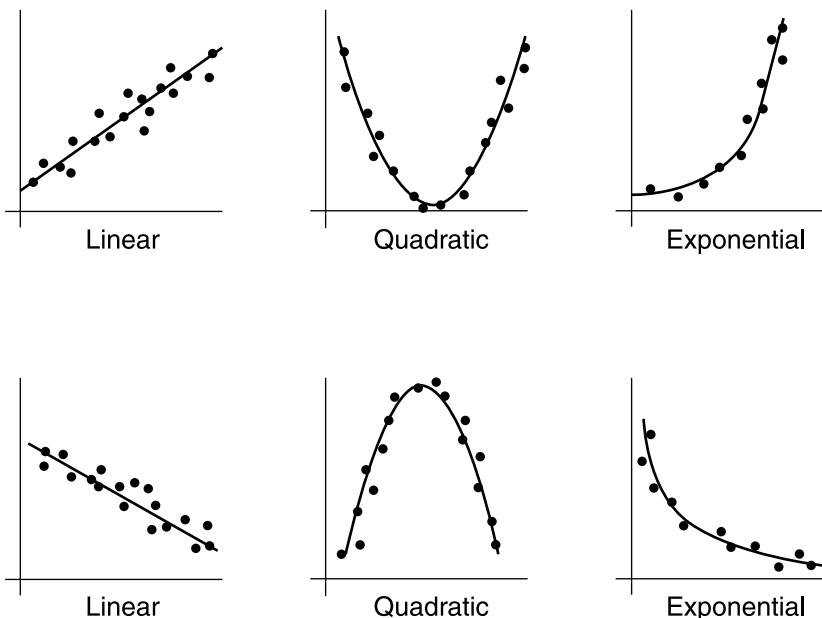 Linear
Quadratic
Exponential
Linear
Quadratic
Exponential